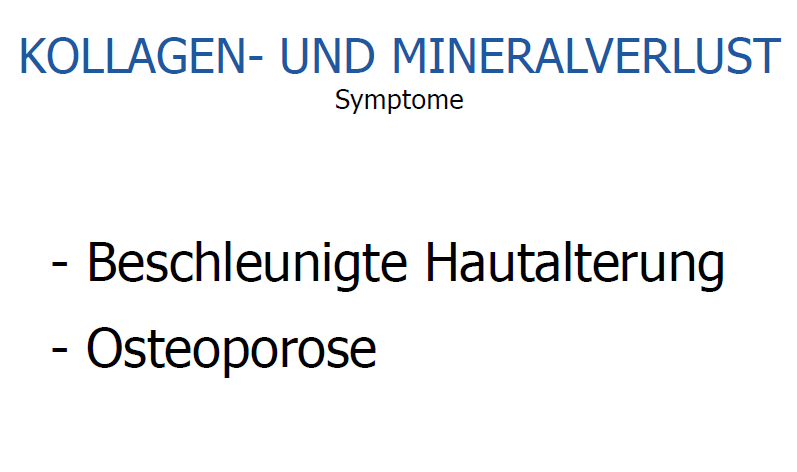 KOLLAGEN- UND MINERALVERLUST
Symptome
- Beschleunigte Hautalterung
- Osteoporose